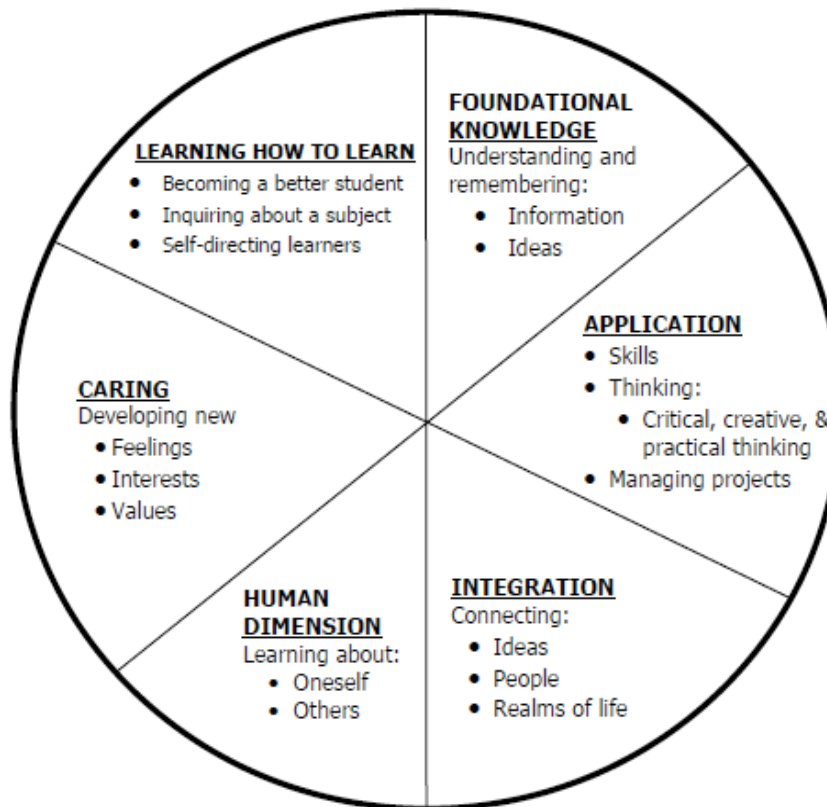 FOUNDATIONAL
KNOWLEDGE
Understanding and
remembering:
• Information
• Ideas
APPLICATION
• Skills
• Thinking:
• Critical, creative, &
practical thinking
• Managing projects
INTEGRATION
Connecting:
• Ideas
• People
• Realms of life
HUMAN
DIMENSION
Learning about:
• Oneself
• Others
CARING
Developing new
• Feelings
• Interests
• Values
LEARNING HOW TO LEARN
• Becoming a better student
• Inquiring about a subject
• Self-directing learners